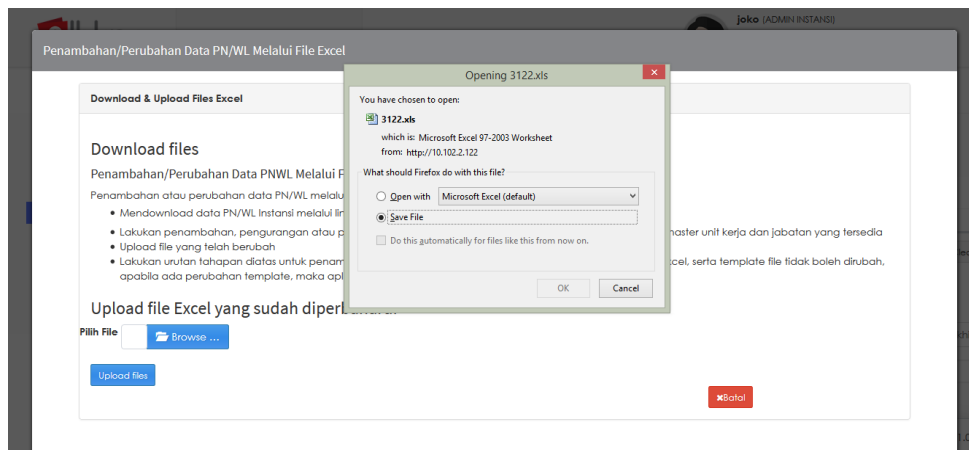 joko (ADMIN INSTANSI)
Penambahan/Perubahan Data PN/WL Melalui File Excel
Opening 3122.xls
Download & Upload Files Excel
You have chosen to open:
3122.xls
which is: Microsoft Excel 97-2003 Worksheet
from: http://10.102.2.122
What should Firefox do with this file?
Open with Microsoft Excel (default)
Save File
Do this automatically for files like this from now on.
OK Cancel
Download files
Penambahan/Perubahan Data PNWL Melalui F
Penambahan atau perubahan data PN/WL melalu
• Mendownload data PN/WL Instansi melalui lin
• Lakukan penambahan, pengurangan atau p master unit kerja dan jabatan yang tersedia
• Upload file yang telah berubah
• Lakukan urutan tahapan diatas untuk penam cel, serta template file tidak boleh dirubah,
apabila ada perubahan template, maka apl
Upload file Excel yang sudah diper
Pilih File Browse ...
Upload files
Batal